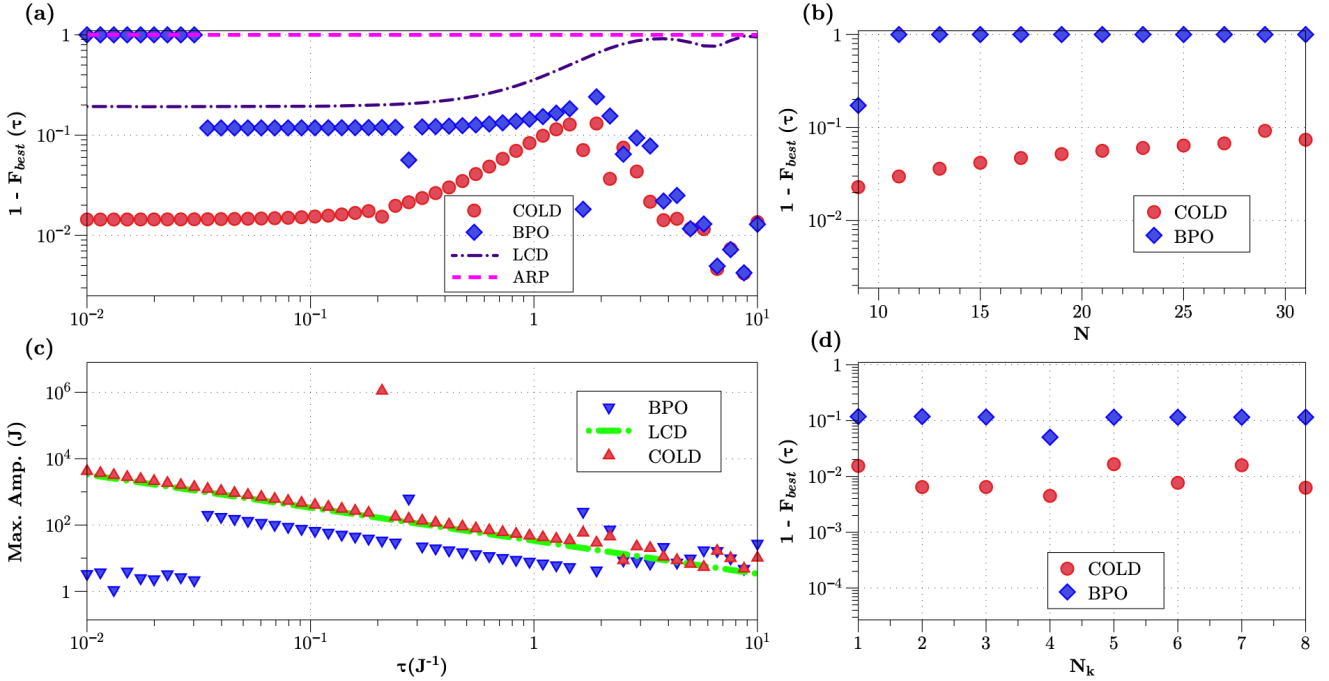 (a)
1 - F_best (τ)
1
10^-1
10^-2
COLD
BPO
LCD
ARP
10^-2
10^-1
1
10^1
(b)
1 - F_best (τ)
1
10^-1
10^-2
COLD
BPO
10
15
20
25
30
N
(c)
Max. Amp. (J)
10^6
10^4
10^2
1
BPO
LCD
COLD
10^-2
10^-1
1
10^1
τ(J^-1)
(d)
1 - F_best (τ)
1
10^-1
10^-2
10^-3
10^-4
COLD
BPO
1
2
3
4
5
6
7
8
N_k